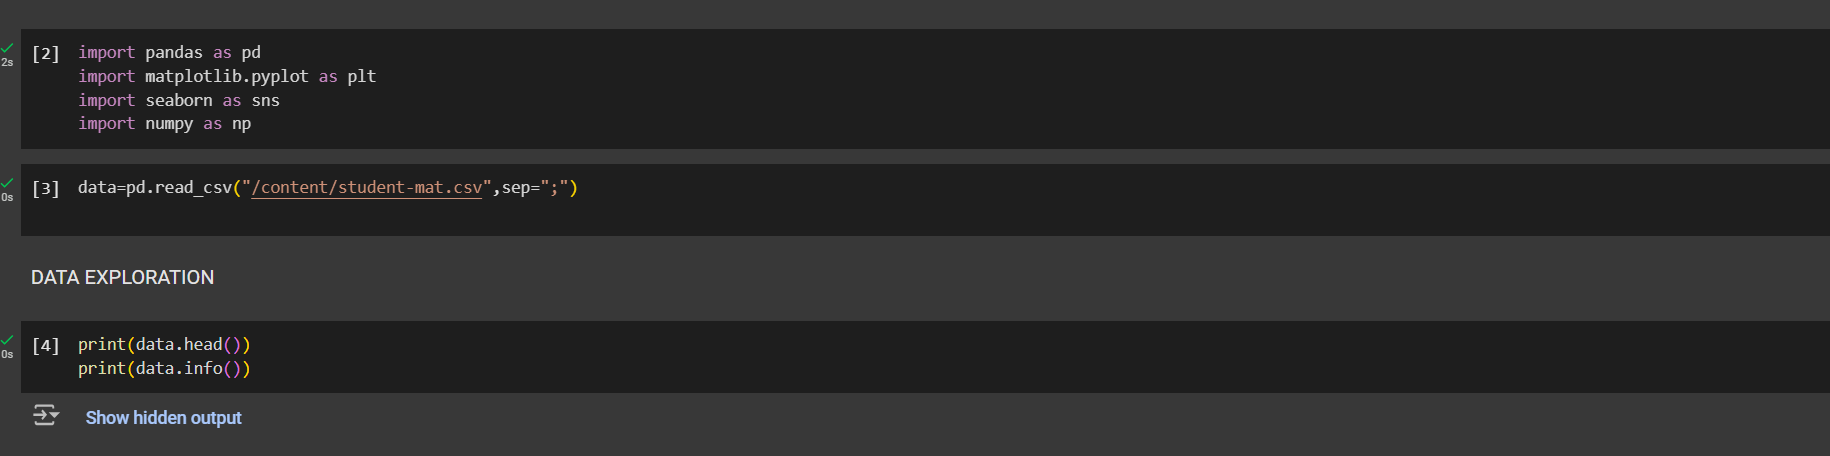 [2] import pandas as pd
import matplotlib.pyplot as plt
import seaborn as sns
import numpy as np
2s
[3] data=pd.read_csv("/content/student-mat.csv",sep=";")
0s
DATA EXPLORATION
[4] print(data.head())
print(data.info())
0s
Show hidden output